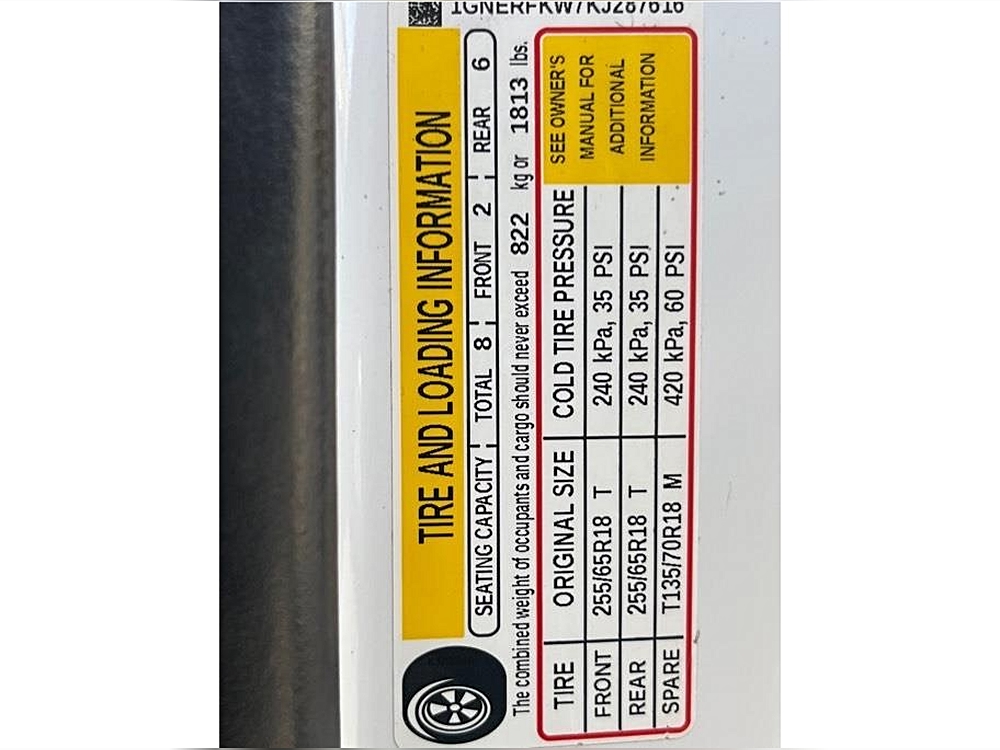 1GNERFKW7KJ287616
TIRE AND LOADING INFORMATION
SEATING CAPACITY TOTAL 8 FRONT 2 REAR 6
The combined weight of occupants and cargo should never exceed 822 kg or 1813 lbs.
TIRE ORIGINAL SIZE COLD TIRE PRESSURE
FRONT 255/65R18 T 240 kPa, 35 PSI
REAR 255/65R18 T 240 kPa, 35 PSI
SPARE T135/70R18 M 420 kPa, 60 PSI
SEE OWNER'S
MANUAL FOR
ADDITIONAL
INFORMATION